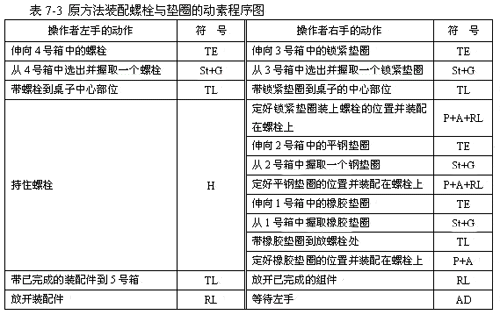 表 7-3 原方法装配螺栓与垫圈的动素程序图
操作者左手的动作 符 号 操作者右手的动作 符 号
伸向4号箱中的螺栓 TE 伸向3号箱中的锁紧垫圈 TE
从4号箱中选出并握取一个螺栓 St+G 从3号箱中选出并握取一个锁紧垫圈 St+G
带螺栓到桌子中心部位 TL 带锁紧垫圈到桌子的中心部位 TL
持住螺栓 H 定好锁紧垫圈装上螺栓的位置并装配
在螺栓上 P+A+RL
伸向2号箱中的平钢垫圈 TE
从2号箱中握取一个钢垫圈 St+G
定好平钢垫圈的位置并装配在螺栓上 P+A+RL
伸向1号箱中的橡胶垫圈 TE
从1号箱中握取橡胶垫圈 St+G
带橡胶垫圈到放螺栓处 TL
定好橡胶垫圈的位置并装配在螺栓上 P+A
带已完成的装配件到5号箱 TL 放开已完成的组件 RL
放开装配件 RL 等待左手 AD